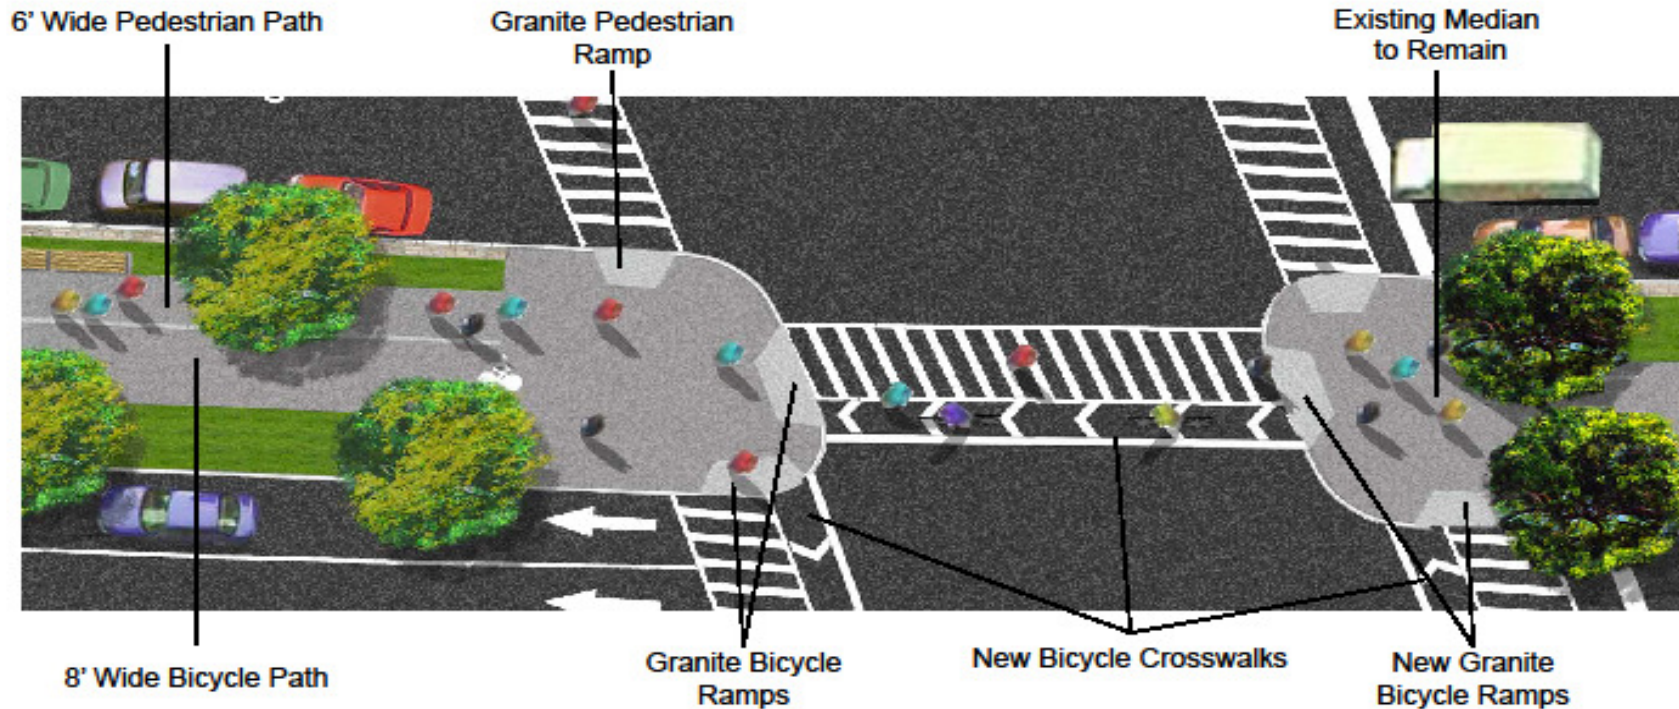 6' Wide Pedestrian Path
Granite Pedestrian
Ramp
Existing Median
to Remain
8' Wide Bicycle Path
Granite Bicycle
Ramps
New Bicycle Crosswalks
New Granite
Bicycle Ramps